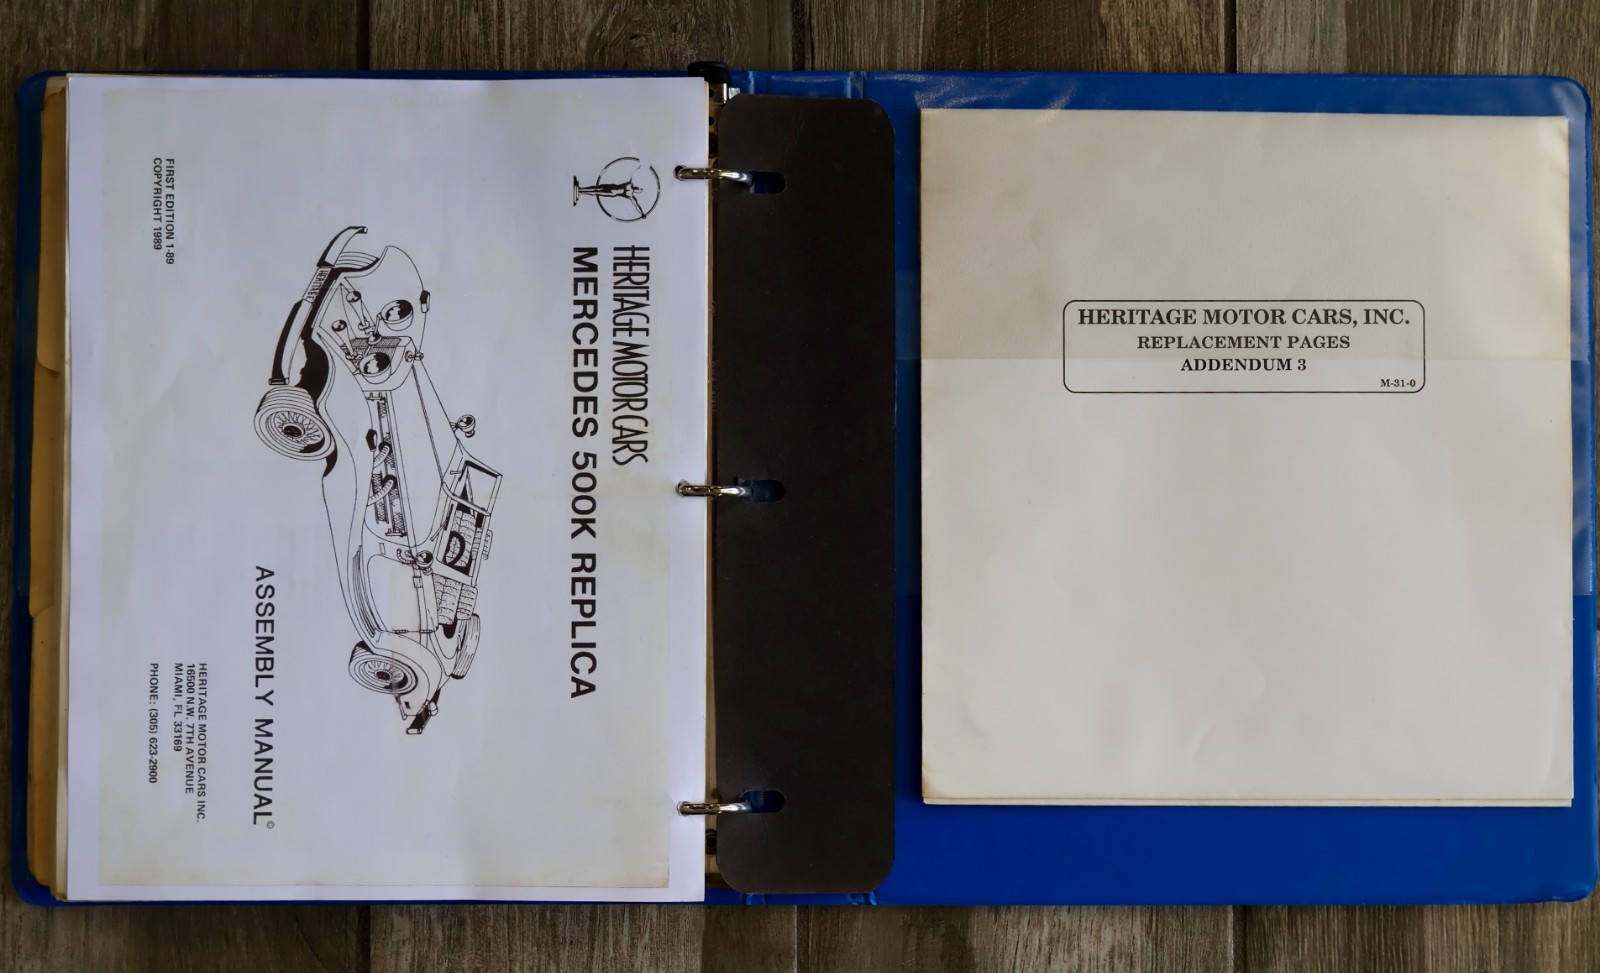 HERITAGE MOTOR CARS
MERCEDES 500K REPLICA
HERITAGE
ASSEMBLY MANUAL©
FIRST EDITION 1-89
COPYRIGHT 1989
HERITAGE MOTOR CARS INC.
16500 N.W. 7TH AVENUE
MIAMI, FL 33169
PHONE: (305) 623-2900
HERITAGE MOTOR CARS, INC.
REPLACEMENT PAGES
ADDENDUM 3
M-31-0